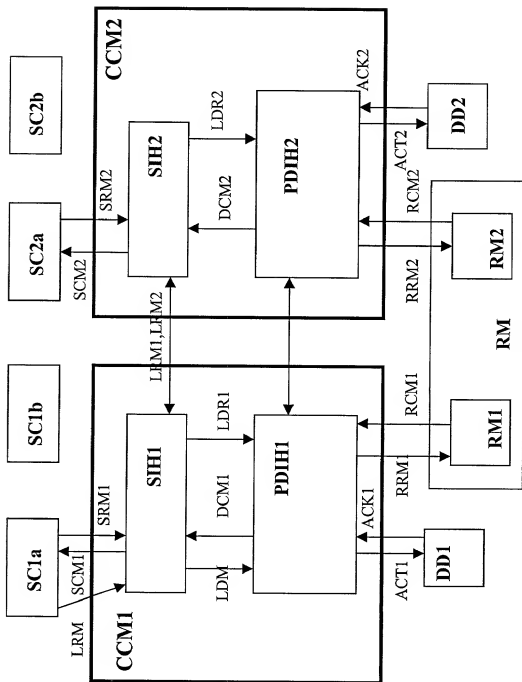 SC1a
SC1b
SC2a
SC2b
LRM
SCM1
SRM1
SCM2
SRM2
CCM1
SIH1
LRM1,LRM2
SIH2
CCM2
LDM
DCM1
LDR1
DCM2
LDR2
PDIH1
PDIH2
ACT1
ACK1
RRM1
RCM1
RRM2
RCM2
ACT2
ACK2
DD1
RM1
RM
RM2
DD2